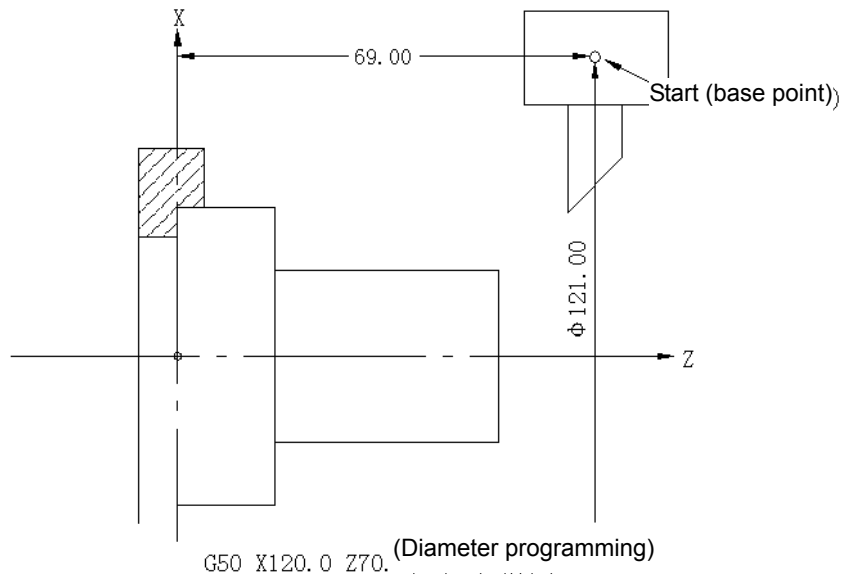 X
69.00
Start (base point))
φ121.00
Z
G50 X120.0 Z70. (Diameter programming)